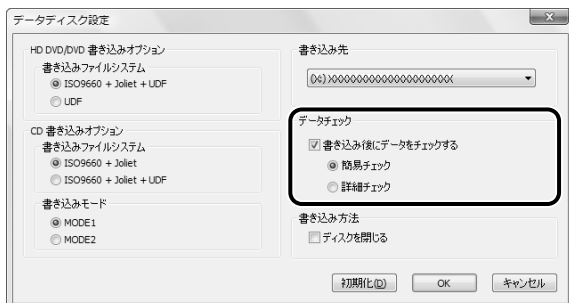 データディスク設定
HD DVD/DVD 書き込みオプション
書き込みファイルシステム
ISO9660 + Joliet + UDF
UDF
CD 書き込みオプション
書き込みファイルシステム
ISO9660 + Joliet
ISO9660 + Joliet + UDF
書き込みモード
MODE1
MODE2
書き込み先
データチェック
書き込み後にデータをチェックする
簡易チェック
詳細チェック
書き込み方法
ディスクを閉じる
初期化(D)
OK
キャンセル